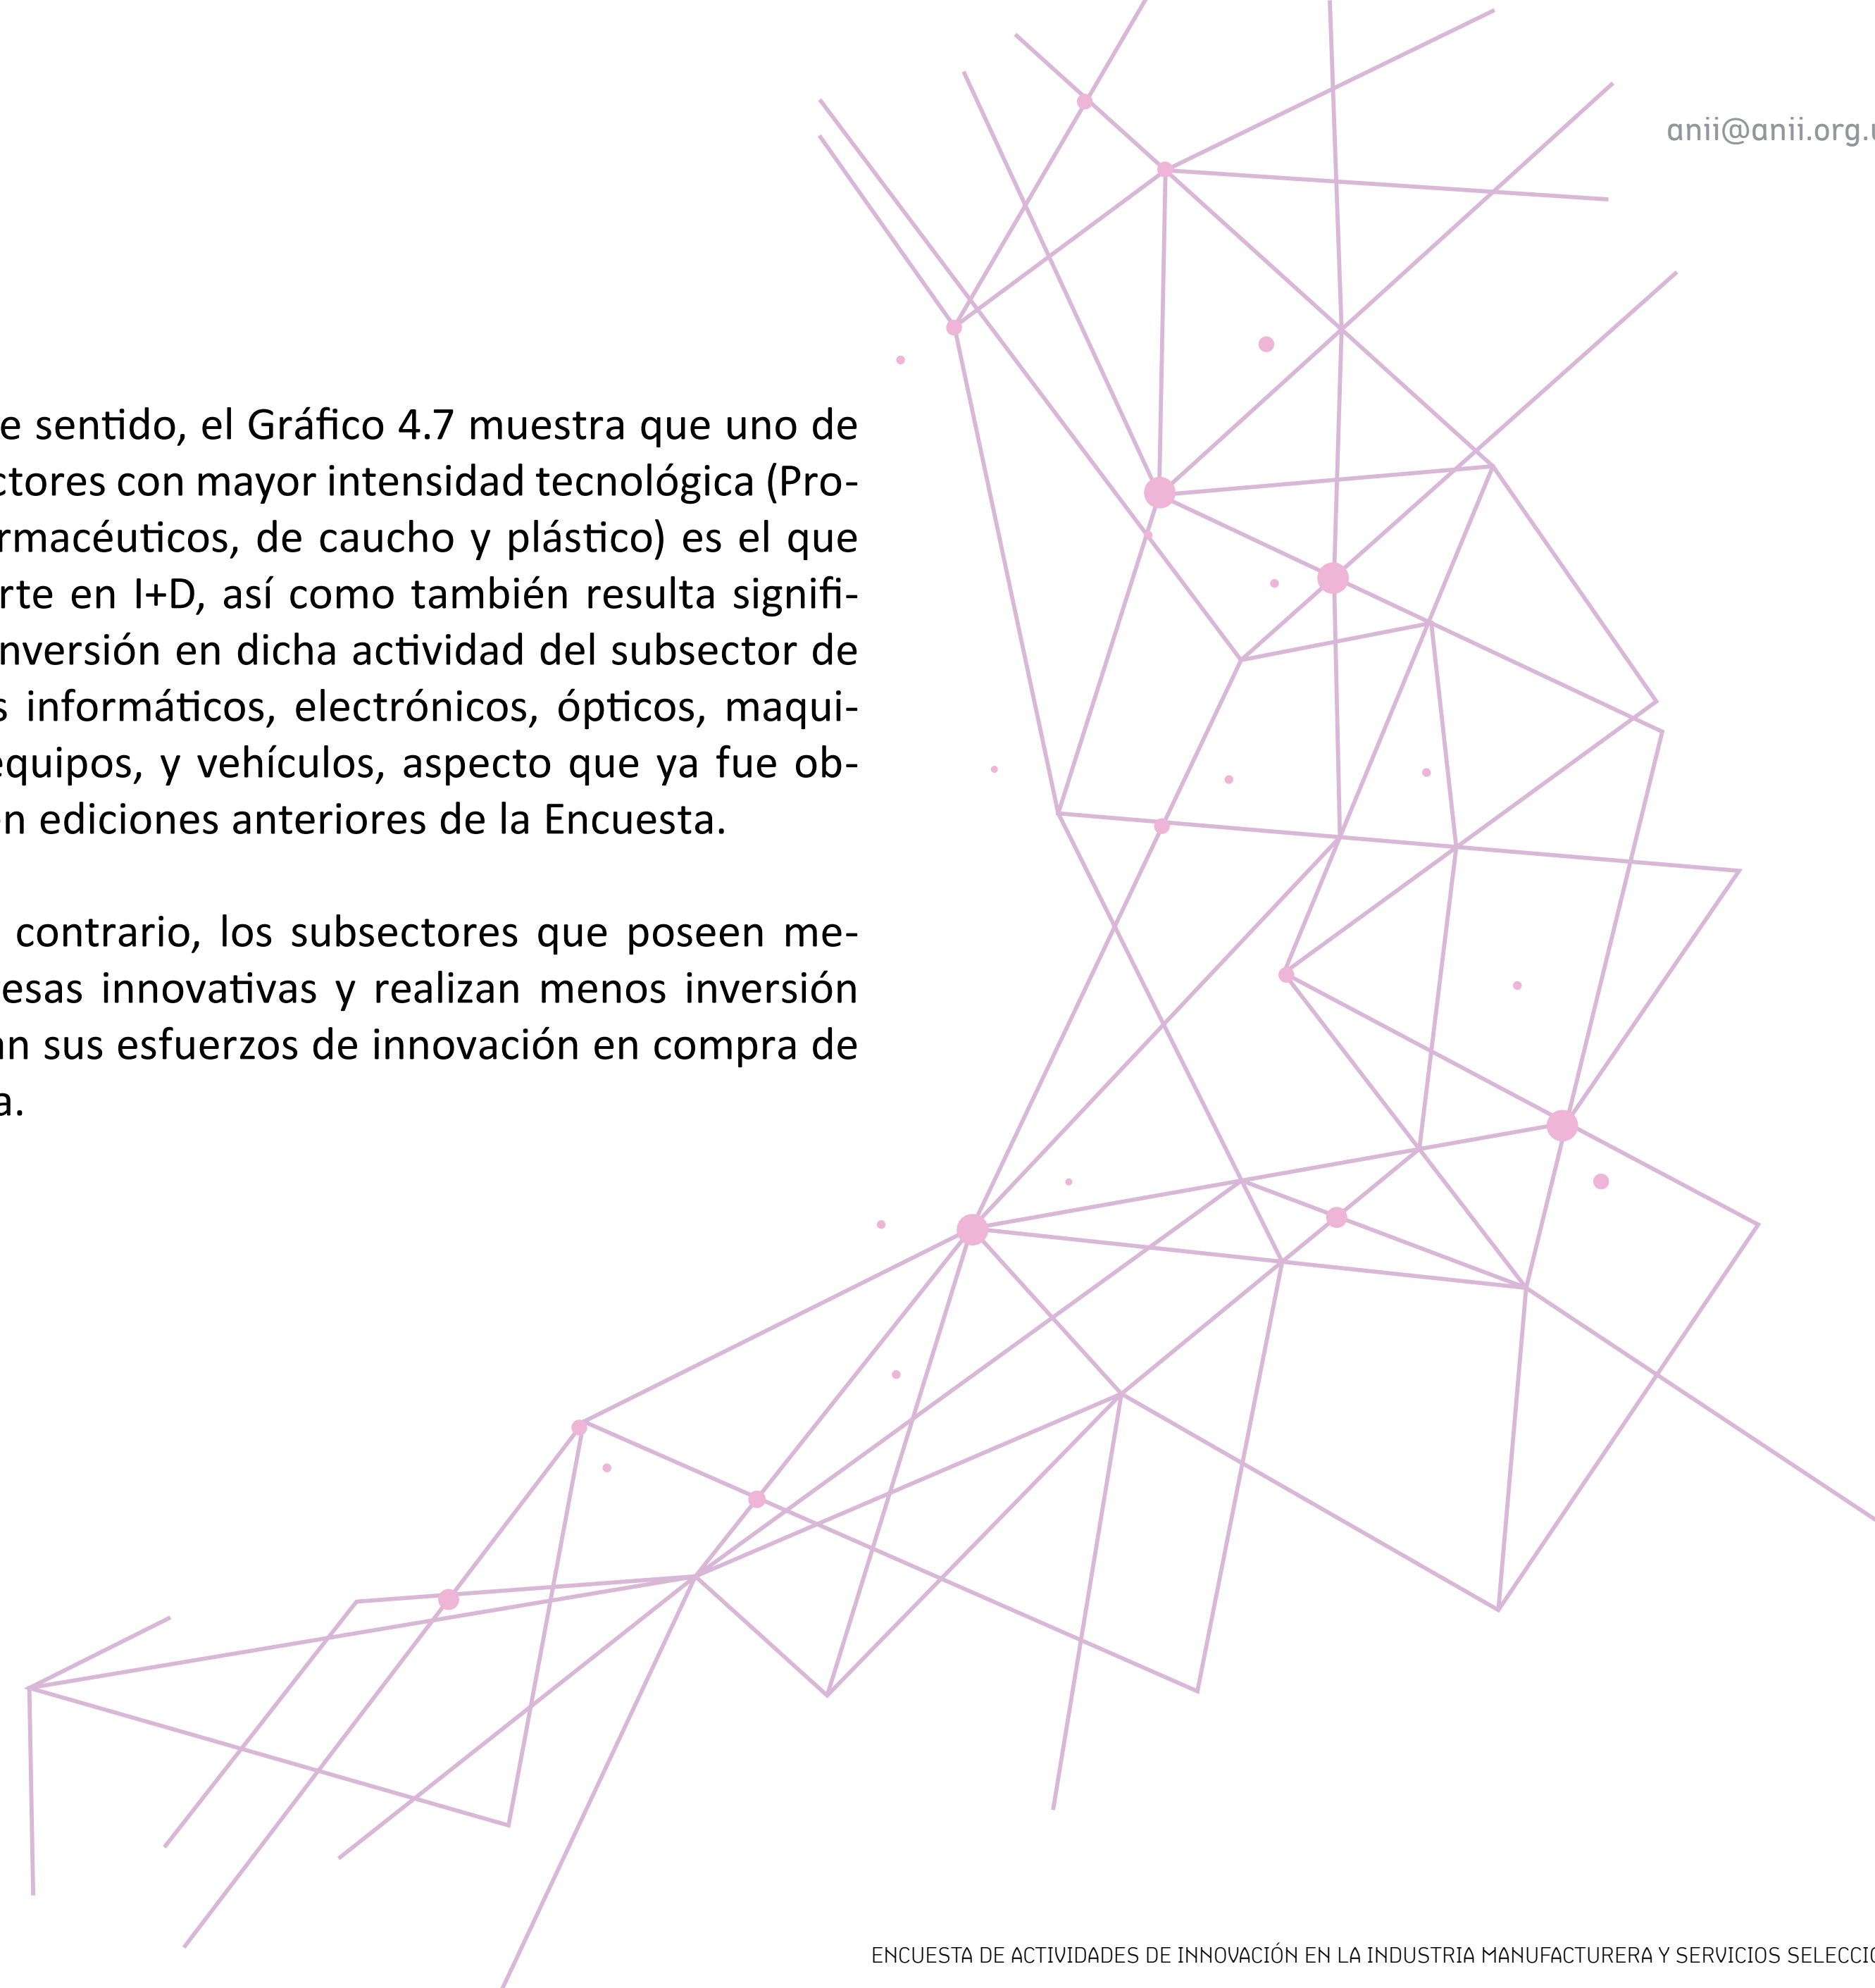 anii@anii.org.
e sentido, el Gráfico 4.7 muestra que uno de
ctores con mayor intensidad tecnológica (Pro-
rmacéuticos, de caucho y plástico) es el que
rte en I+D, así como también resulta signifi-
nversión en dicha actividad del subsector de
s informáticos, electrónicos, ópticos, maqui-
equipos, y vehículos, aspecto que ya fue ob-
n ediciones anteriores de la Encuesta.
contrario, los subsectores que poseen me-
esas innovativas y realizan menos inversión
n sus esfuerzos de innovación en compra de
a.
ENCUESTA DE ACTIVIDADES DE INNOVACIÓN EN LA INDUSTRIA MANUFACTURERA Y SERVICIOS SELECCI